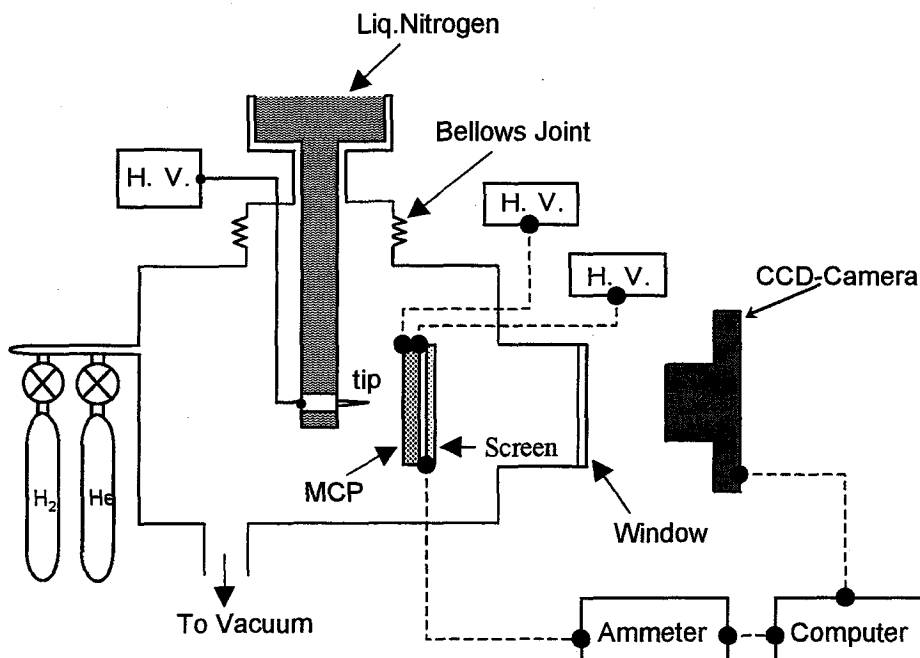 Liq.Nitrogen
Bellows Joint
H. V.
H. V.
H. V.
CCD-Camera
tip
Screen
MCP
H₂
He
Window
To Vacuum
Ammeter
Computer